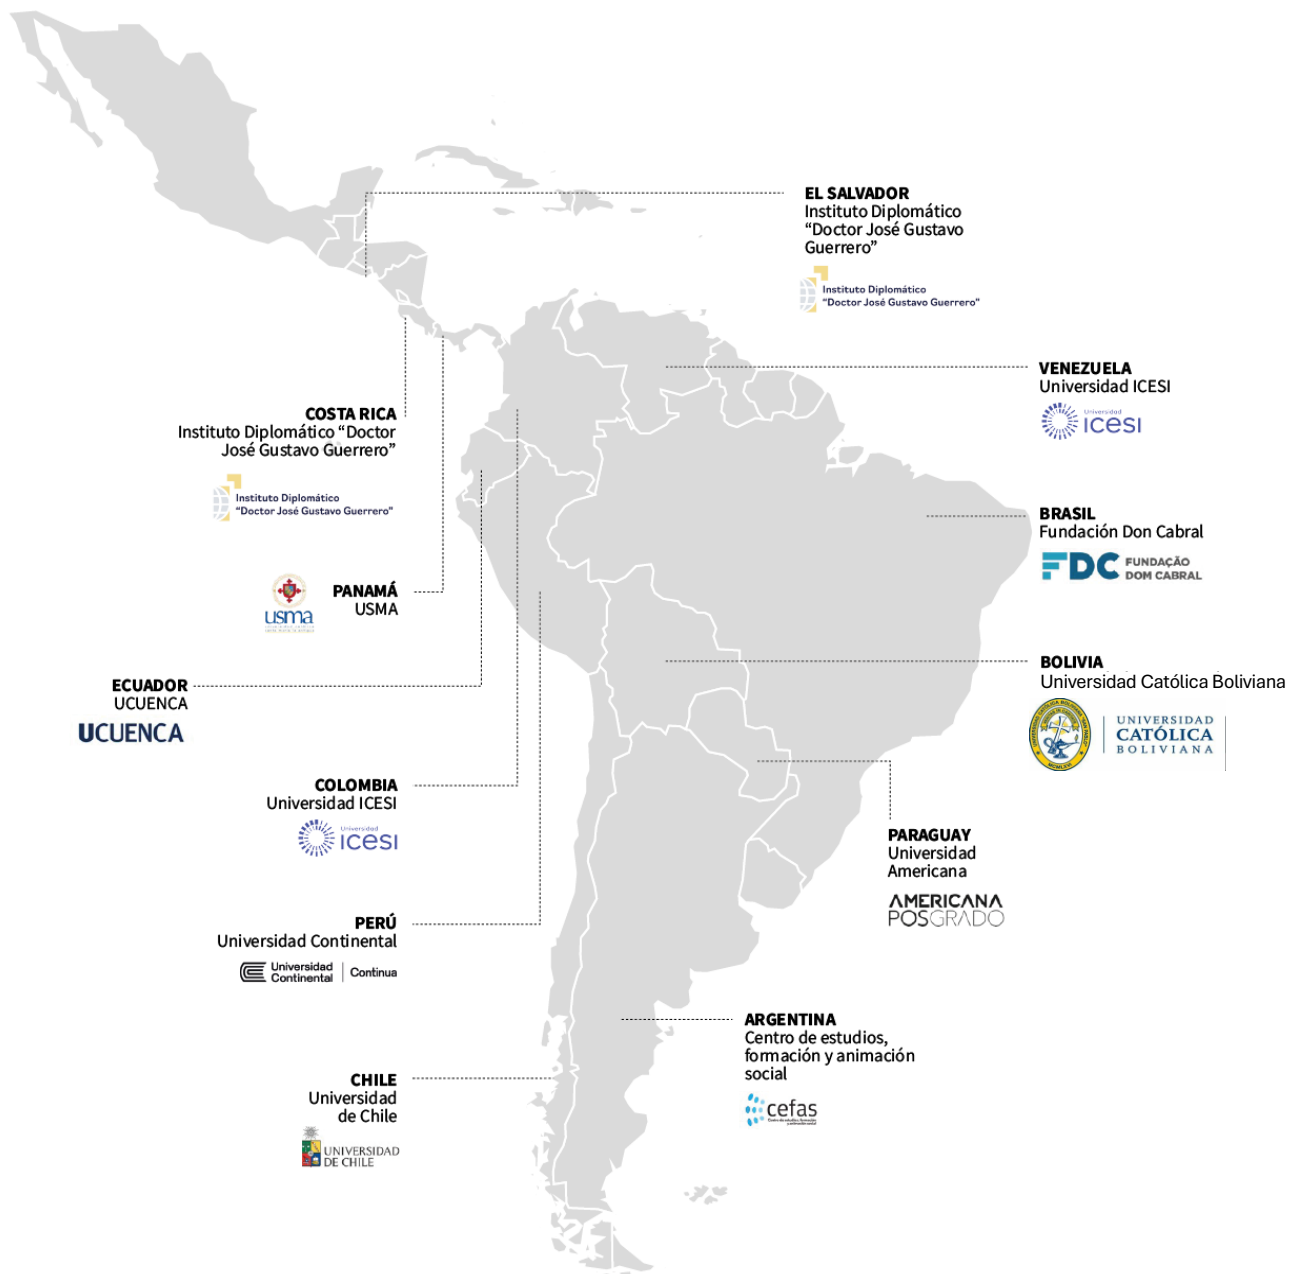 EL SALVADOR
Instituto Diplomático
“Doctor José Gustavo
Guerrero”
Instituto Diplomático
“Doctor José Gustavo Guerrero”
VENEZUELA
Universidad ICESI
Universidad
icesi
COSTA RICA
Instituto Diplomático “Doctor
José Gustavo Guerrero”
Instituto Diplomático
“Doctor José Gustavo Guerrero”
BRASIL
Fundación Don Cabral
FDC FUNDAÇÃO
DOM CABRAL
PANAMÁ
USMA
usma
BOLIVIA
Universidad Católica Boliviana
UNIVERSIDAD
CATÓLICA
BOLIVIANA
ECUADOR
UCUENCA
UCUENCA
COLOMBIA
Universidad ICESI
Universidad
icesi
PARAGUAY
Universidad
Americana
AMERICANA
POSGRADO
PERÚ
Universidad Continental
Universidad
Continental
Continua
ARGENTINA
Centro de estudios,
formación y animación
social
cefas
CHILE
Universidad
de Chile
UNIVERSIDAD
DE CHILE